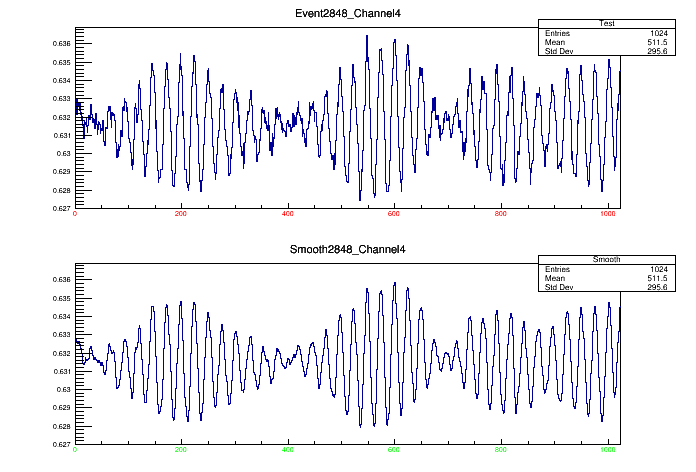 Event2848_Channel4
Test
Entries 1024
Mean 511.5
Std Dev 295.6
0.636
0.635
0.634
0.633
0.632
0.631
0.63
0.629
0.628
0.627
0 200 400 600 800 1000
Smooth2848_Channel4
Smooth
Entries 1024
Mean 511.5
Std Dev 295.6
0.636
0.635
0.634
0.633
0.632
0.631
0.63
0.629
0.628
0.627
0 200 400 600 800 1000